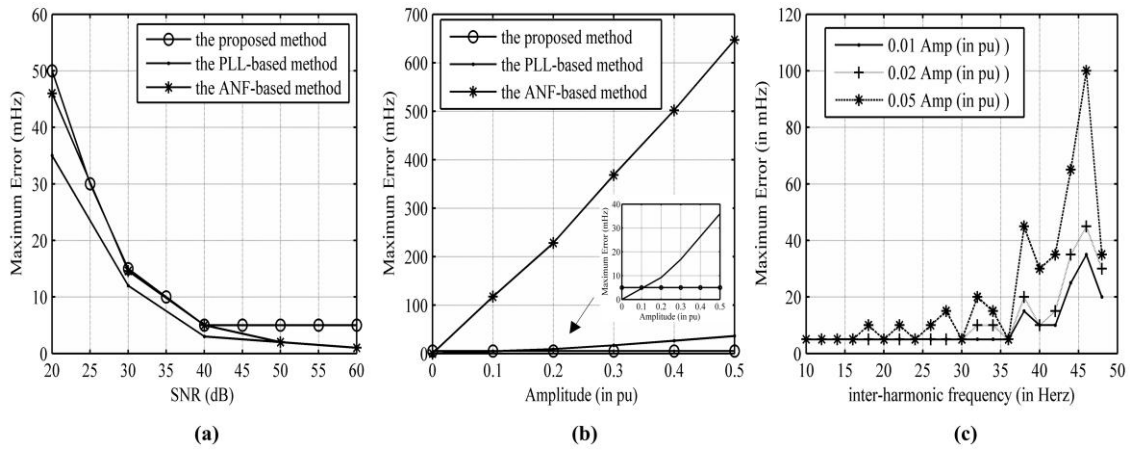 60
50
40
30
20
10
0
20 25 30 35 40 45 50 55 60
Maximum Error (mHz)
SNR (dB)
the proposed method
the PLL-based method
the ANF-based method
(a)
700
600
500
400
300
200
100
0
0 0.1 0.2 0.3 0.4 0.5
Maximum Error (mHz)
Amplitude (in pu)
the proposed method
the PLL-based method
the ANF-based method
40
30
20
10
0
0 0.1 0.2 0.3 0.4 0.5
Maximum Error (mHz)
Amplitude (in pu)
(b)
120
100
80
60
40
20
0
10 15 20 25 30 35 40 45 50
Maximum Error (in mHz)
inter-harmonic frequency (in Herz)
0.01 Amp (in pu) )
0.02 Amp (in pu) )
0.05 Amp (in pu) )
(c)